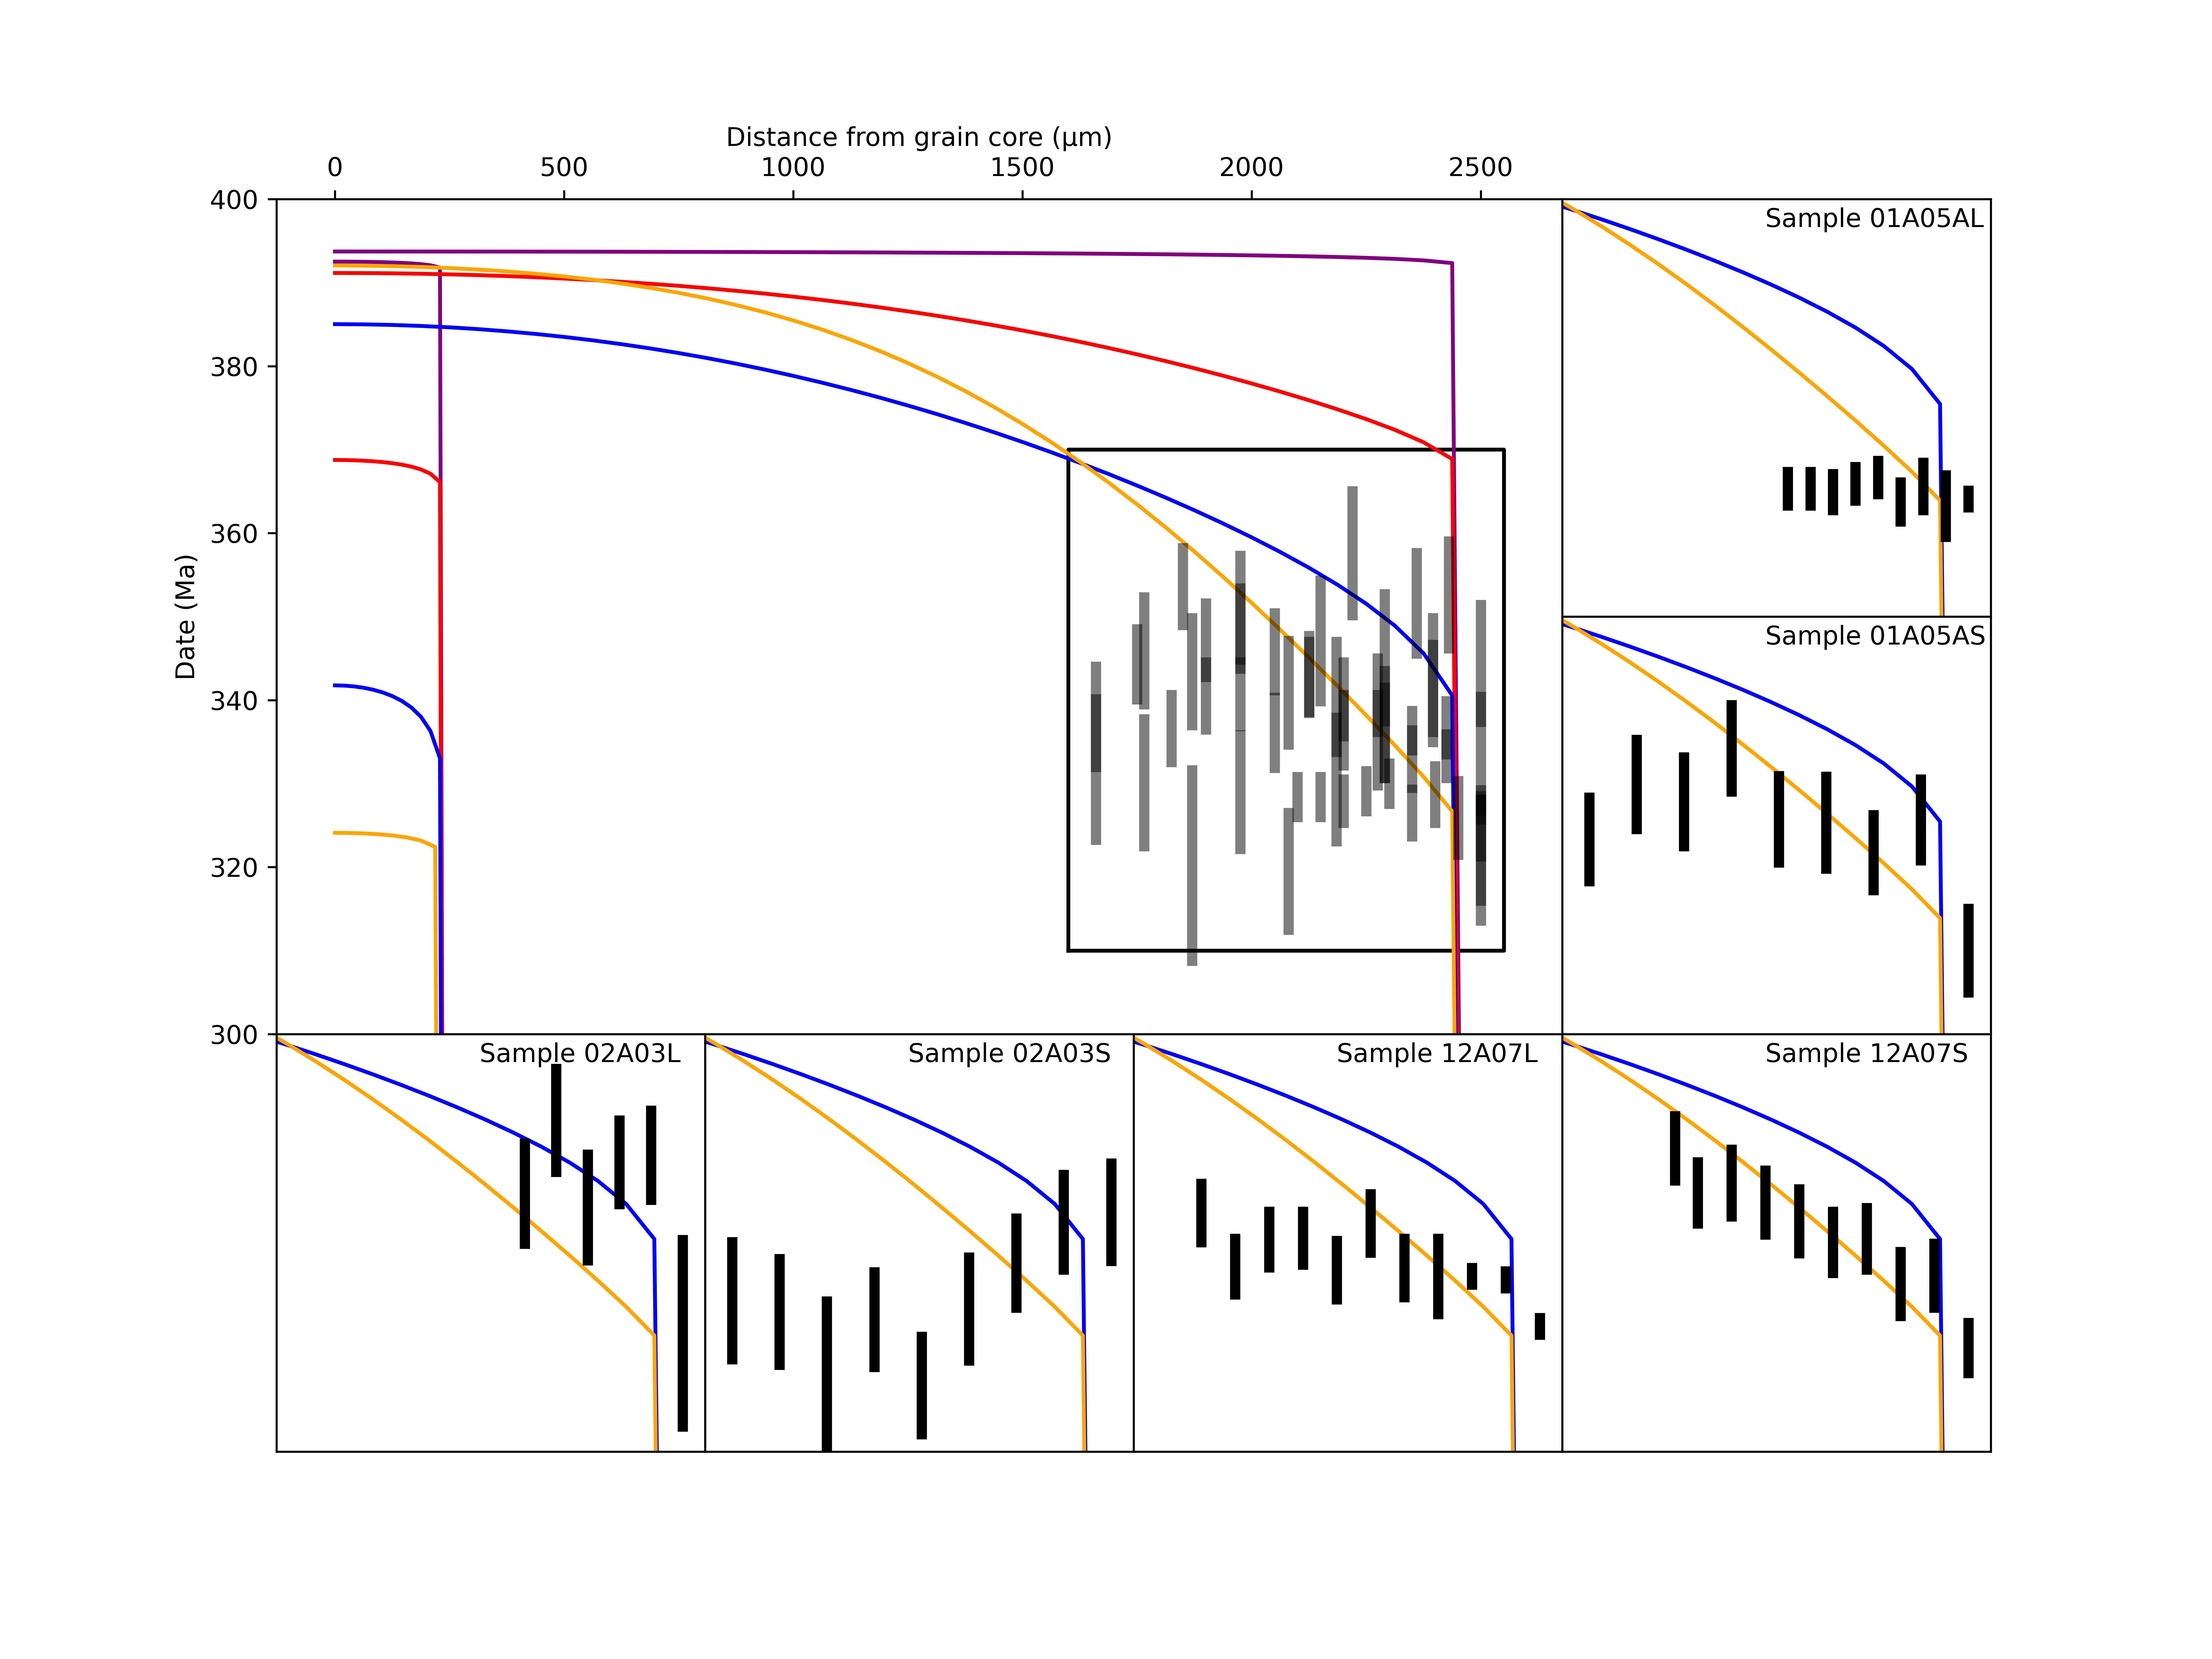 Distance from grain core (μm)
0 500 1000 1500 2000 2500
400
380
360
340
320
300
Date (Ma)
Sample 01A05AL
Sample 01A05AS
Sample 02A03L
Sample 02A03S
Sample 12A07L
Sample 12A07S